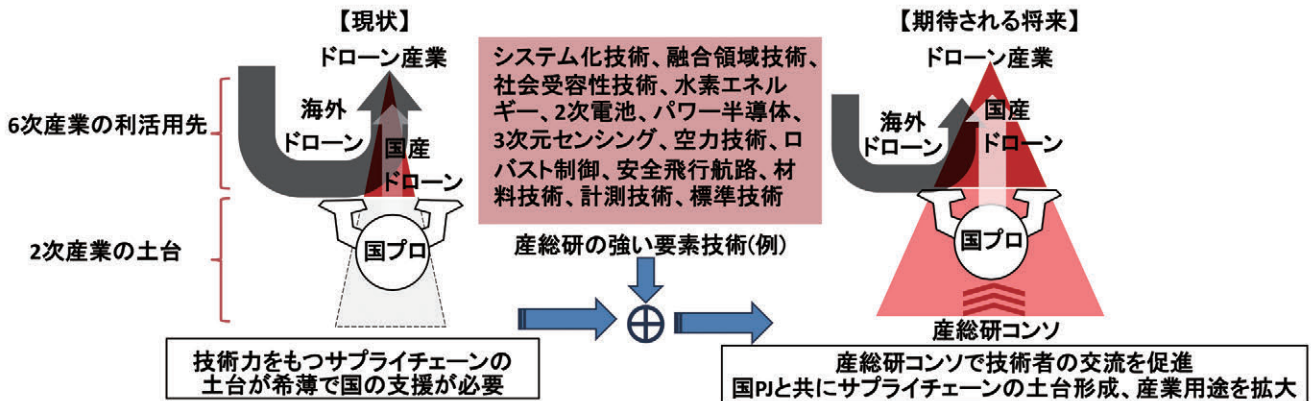 【現状】
ドローン産業
6次産業の利活用先
海外
ドローン
国産
ドローン
2次産業の土台
国プロ
技術力をもつサプライチェーンの
土台が希薄で国の支援が必要
システム化技術、融合領域技術、
社会受容性技術、水素エネル
ギー、2次電池、パワー半導体、
3次元センシング、空力技術、ロ
バスト制御、安全飛行航路、材
料技術、計測技術、標準技術
産総研の強い要素技術(例)
【期待される将来】
ドローン産業
海外
ドローン
国産
ドローン
国プロ
産総研コンソ
産総研コンソで技術者の交流を促進
国PJと共にサプライチェーンの土台形成、産業用途を拡大